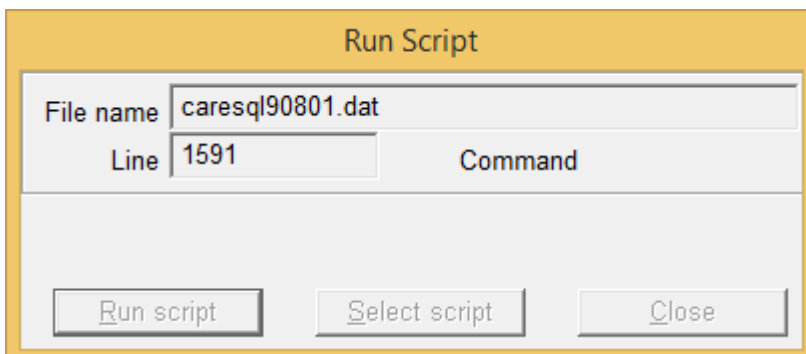 Run Script
File name caresql90801.dat
Line 1591 Command
Run script Select script Close